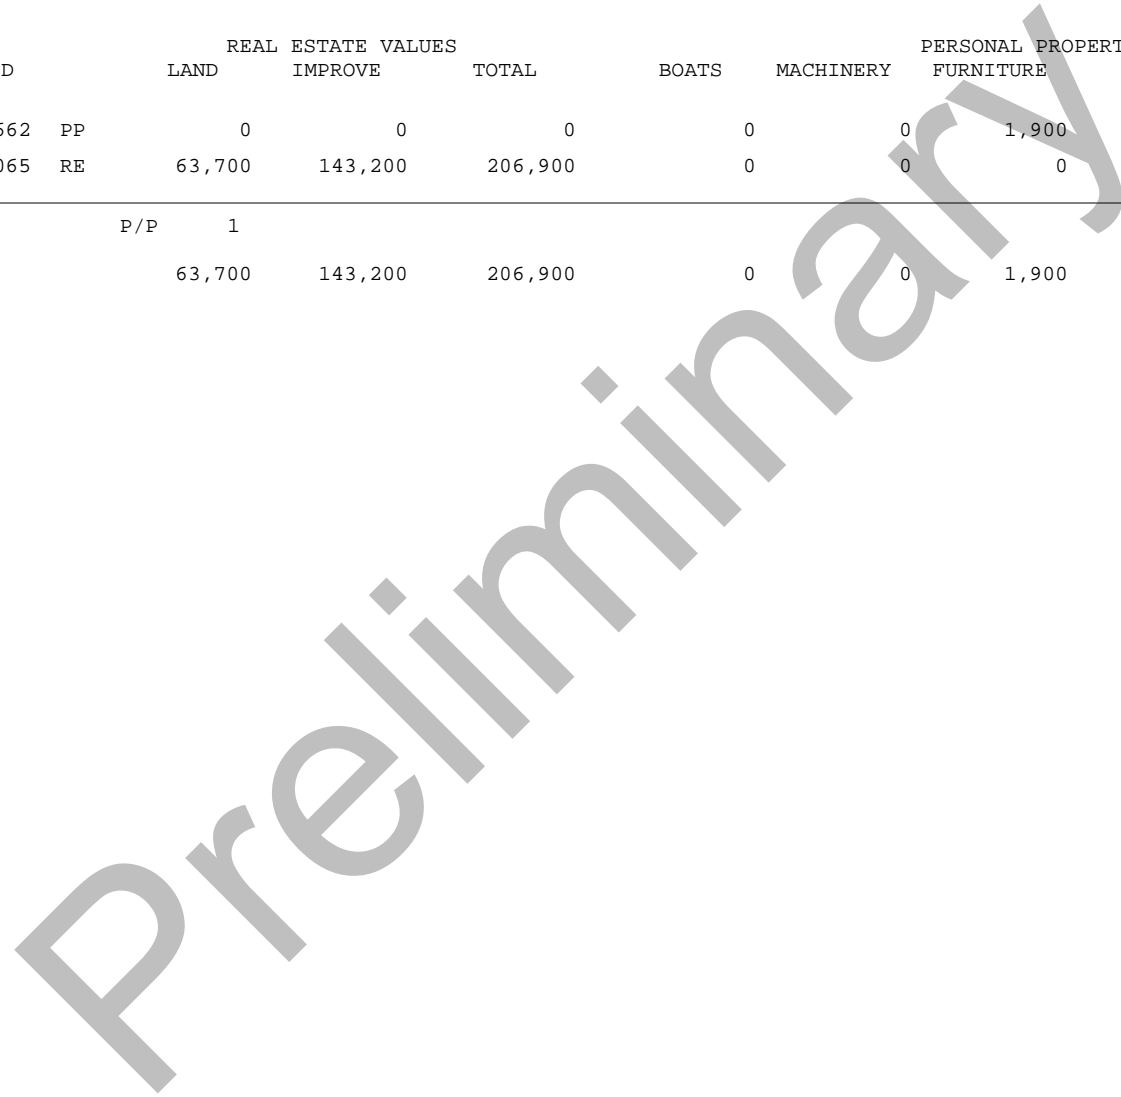 REAL ESTATE VALUES PERSONAL PROPERT
D LAND IMPROVE TOTAL BOATS MACHINERY FURNITURE
562 PP 0 0 0 0 0 1,900
065 RE 63,700 143,200 206,900 0 0 0
P/P 1
63,700 143,200 206,900 0 0 1,900
Preliminary